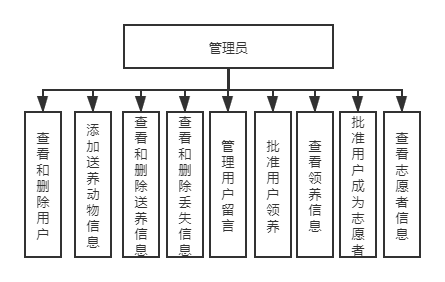 管理员
查看和删除用户
添加送养动物信息
查看和删除送养信息
查看和删除丢失信息
管理用户留言
批准用户领养
查看领养信息
批准用户成为志愿者
查看志愿者信息